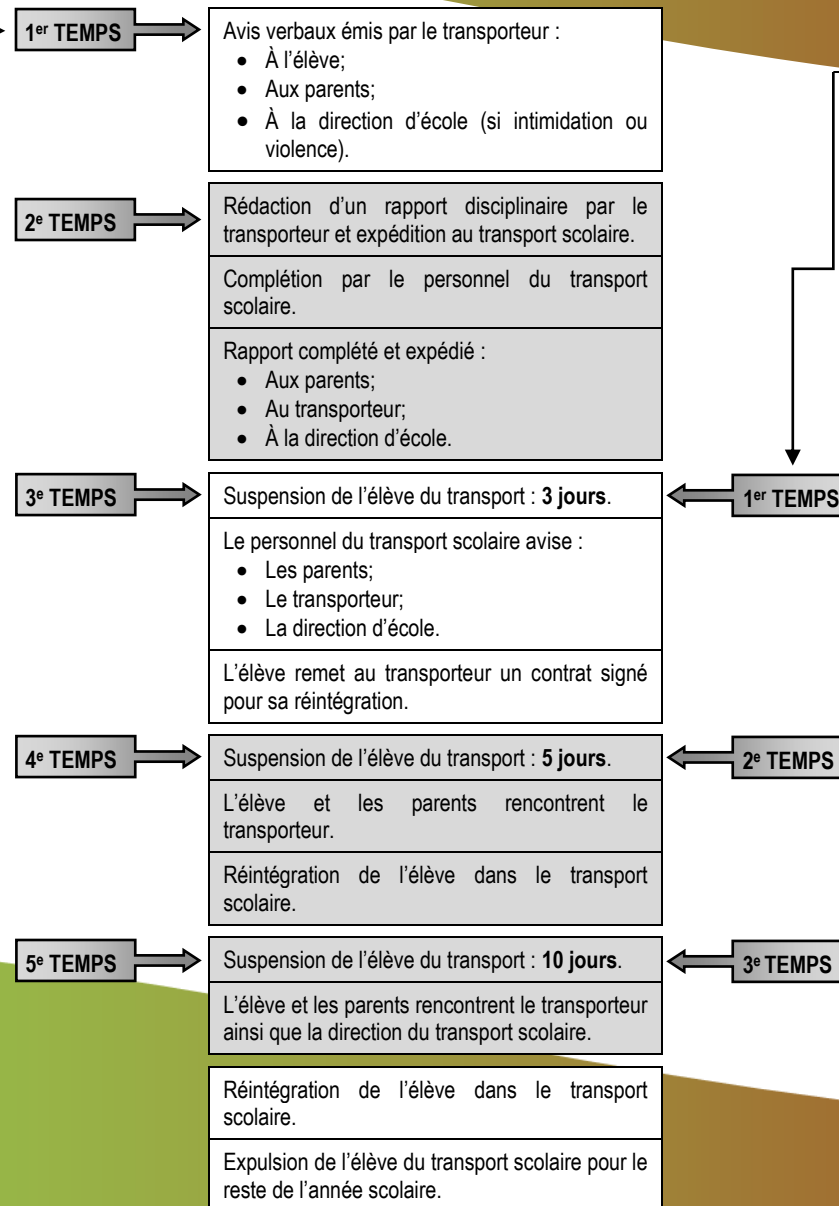 1er TEMPS
Avis verbaux émis par le transporteur :
• À l’élève;
• Aux parents;
• À la direction d’école (si intimidation ou
violence).
2e TEMPS
Rédaction d’un rapport disciplinaire par le
transporteur et expédition au transport scolaire.
Complétion par le personnel du transport
scolaire.
Rapport complété et expédié :
• Aux parents;
• Au transporteur;
• À la direction d’école.
3e TEMPS
Suspension de l’élève du transport : 3 jours.
1er TEMPS
Le personnel du transport scolaire avise :
• Les parents;
• Le transporteur;
• La direction d’école.
L’élève remet au transporteur un contrat signé
pour sa réintégration.
4e TEMPS
Suspension de l’élève du transport : 5 jours.
2e TEMPS
L’élève et les parents rencontrent le
transporteur.
Réintégration de l’élève dans le transport
scolaire.
5e TEMPS
Suspension de l’élève du transport : 10 jours.
3e TEMPS
L’élève et les parents rencontrent le transporteur
ainsi que la direction du transport scolaire.
Réintégration de l’élève dans le transport
scolaire.
Expulsion de l’élève du transport scolaire pour le
reste de l’année scolaire.